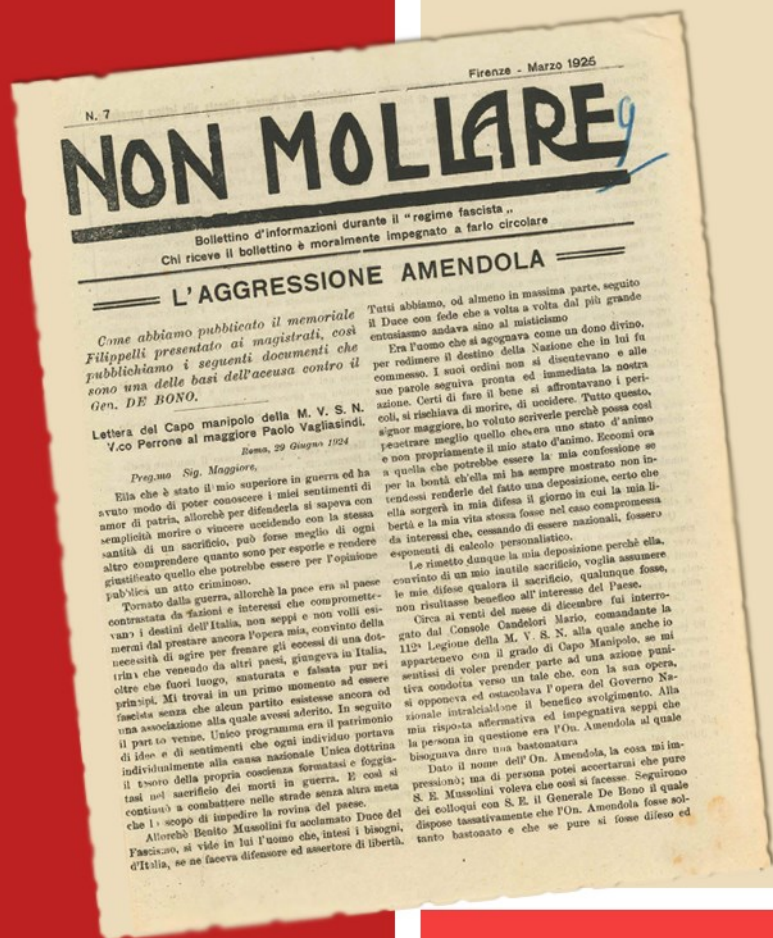 N. 7
Firenze - Marzo 1925
NON MOLLARE
9
Bollettino d'informazioni durante il "regime fascista„
Chi riceve il bollettino è moralmente impegnato a farlo circolare
L'AGGRESSIONE AMENDOLA
Come abbiamo pubblicato il memoriale
Filippelli presentato ai magistrati, così
pubblichiamo i seguenti documenti che
sono una delle basi dell'accusa contro il
Gen. DE BONO.
Lettera del Capo manipolo della M. V. S. N.
V.co Perrone al maggiore Paolo Vagliasindi.
Roma, 29 Giugno 1924
Preg.mo Sig. Maggiore,
Ella che è stato il mio superiore in guerra ed ha
avuto modo di poter conoscere i miei sentimenti di
amor di patria, allorchè per difenderla si sapeva con
semplicità morire o vincere uccidendo con la stessa
santità di un sacrificio, può forse meglio di ogni
altro comprendere quanto sono per esporle e rendere
giustificato quello che potrebbe essere per l'opinione
pubblica un atto criminoso.
Tornato dalla guerra, allorchè la pace era al paese
contrastata da fazioni e interessi che compromette-
vano i destini dell'Italia, non seppi e non volli esi-
mermi dal prestare ancora l'opera mia, convinto della
necessità di agire per frenare gli eccessi di una dot-
trina che venendo da altri paesi, giungeva in Italia,
oltre che fuori luogo, snaturata e falsata pur nei
principi. Mi trovai in un primo momento ad essere
fascista senza che alcun partito esistesse ancora od
una associazione alla quale avessi aderito. In seguito
il partito venne. Unico programma era il patrimonio
di idee e di sentimenti che ogni individuo portava
individualmente alla causa nazionale Unica dottrina
il tesoro della propria coscienza formatasi e foggia-
tasi nel sacrificio dei morti in guerra. E così si
continuò a combattere nelle strade senza altra meta
che lo scopo di impedire la rovina del paese.
Allorchè Benito Mussolini fu acclamato Duce del
Fascismo, si vide in lui l'uomo che, intesi i bisogni,
d'Italia, se ne faceva difensore ed assertore di libertà.
Tutti abbiamo, od almeno in massima parte, seguito
il Duce con fede che a volta a volta dal più grande
entusiasmo andava sino al misticismo
Era l'uomo che si agognava come un dono divino,
per redimere il destino della Nazione che in lui fu
commesso. I suoi ordini non si discutevano e alle
sue parole seguiva pronta ed immediata la nostra
azione. Certi di fare il bene si affrontavano i peri-
coli, si rischiava di morire, di uccidere. Tutto questo,
signor maggiore, ho voluto scriverle perchè possa così
penetrare meglio quello che era uno stato d'animo
e non propriamente il mio stato d'animo. Eccomi ora
a quella che potrebbe essere la mia confessione se
per la bontà ch'ella mi ha sempre mostrato non in-
tendessi renderle del fatto una deposizione, certo che
ella sorgerà in mia difesa il giorno in cui la mia li-
bertà e la mia vita stessa fosse nel caso compromessa
da interessi che, cessando di essere nazionali, fossero
esponenti di calcolo personalistico.
Le rimetto dunque la mia deposizione perchè ella,
convinto di un mio inutile sacrificio, voglia assumere
le mie difese qualora il sacrificio, qualunque fosse,
non risultasse benefico all'interesse del Paese.
Circa ai venti del mese di dicembre fui interro-
gato dal Console Candelori Mario, comandante la
112ª Legione della M. V. S. N. alla quale anche io
appartenevo con il grado di Capo Manipolo, se mi
sentissi di voler prender parte ad una azione puni-
tiva condotta verso un tale che, con la sua opera,
si opponeva ed ostacolava l'opera del Governo Na-
zionale intralcialdone il benefico svolgimento. Alla
mia risposta affermativa ed impegnativa seppi che
la persona in questione era l'On. Amendola al quale
bisognava dare una bastonatura
Dato il nome dell'On. Amendola, la cosa mi im-
pressionò; ma di persona potei accertarmi che pure
S. E. Mussolini voleva che così si facesse. Seguirono
dei colloqui con S. E. il Generale De Bono il quale
dispose tassativamente che l'On. Amendola fosse sol-
tanto bastonato e che se pure si fosse difeso ed